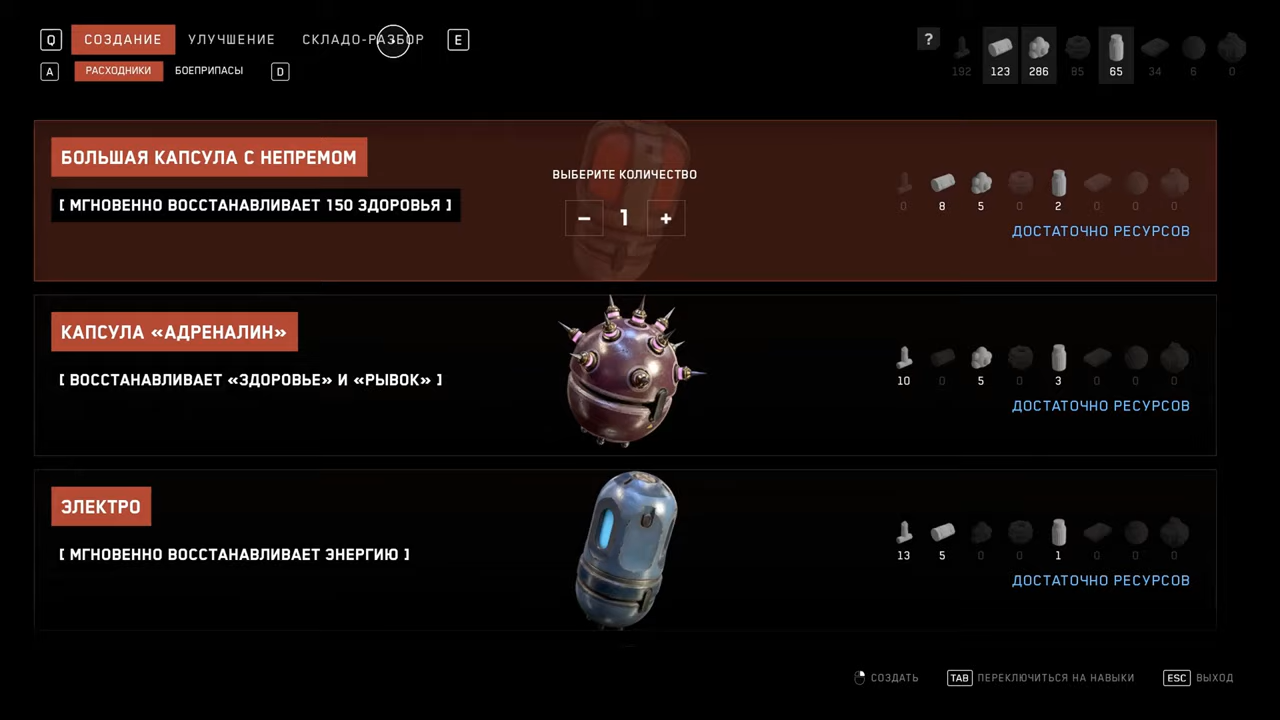 Q СОЗДАНИЕ УЛУЧШЕНИЕ СКЛАДО-РАЗБОР E
A РАСХОДНИКИ БОЕПРИПАСЫ D
?
192 123 286 85 65 34 6 0
БОЛЬШАЯ КАПСУЛА С НЕПРЕМОМ
[ МГНОВЕННО ВОССТАНАВЛИВАЕТ 150 ЗДОРОВЬЯ ]
ВЫБЕРИТЕ КОЛИЧЕСТВО
− 1 +
0 8 5 0 2 0 0 0
ДОСТАТОЧНО РЕСУРСОВ
КАПСУЛА «АДРЕНАЛИН»
[ ВОССТАНАВЛИВАЕТ «ЗДОРОВЬЕ» И «РЫВОК» ]
10 0 5 0 3 0 0 0
ДОСТАТОЧНО РЕСУРСОВ
ЭЛЕКТРО
[ МГНОВЕННО ВОССТАНАВЛИВАЕТ ЭНЕРГИЮ ]
13 5 0 0 1 0 0 0
ДОСТАТОЧНО РЕСУРСОВ
СОЗДАТЬ TAB ПЕРЕКЛЮЧИТЬСЯ НА НАВЫКИ ESC ВЫХОД